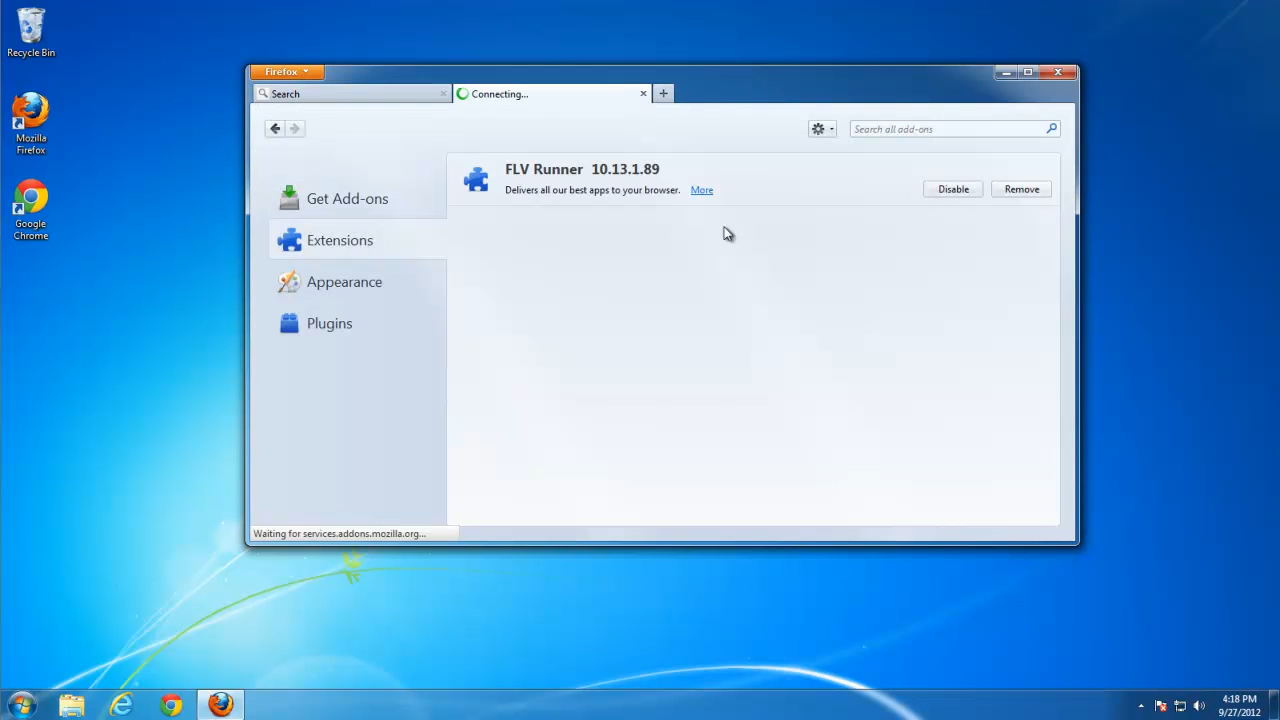 Recycle Bin
Mozilla
Firefox
Google
Chrome
Firefox
Search
Connecting...
Search all add-ons
Get Add-ons
Extensions
Appearance
Plugins
FLV Runner 10.13.1.89
Delivers all our best apps to your browser. More
Disable
Remove
Waiting for services.addons.mozilla.org...
4:18 PM
9/27/2012